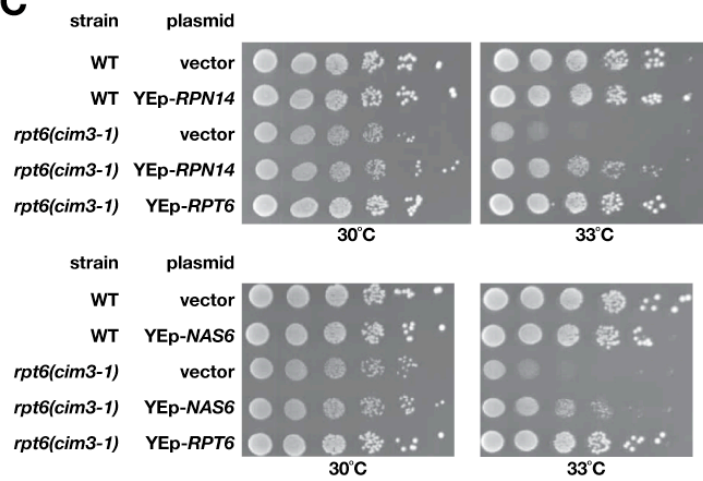 C
strain plasmid
WT vector
WT YEp-RPN14
rpt6(cim3-1) vector
rpt6(cim3-1) YEp-RPN14
rpt6(cim3-1) YEp-RPT6
30°C 33°C
strain plasmid
WT vector
WT YEp-NAS6
rpt6(cim3-1) vector
rpt6(cim3-1) YEp-NAS6
rpt6(cim3-1) YEp-RPT6
30°C 33°C